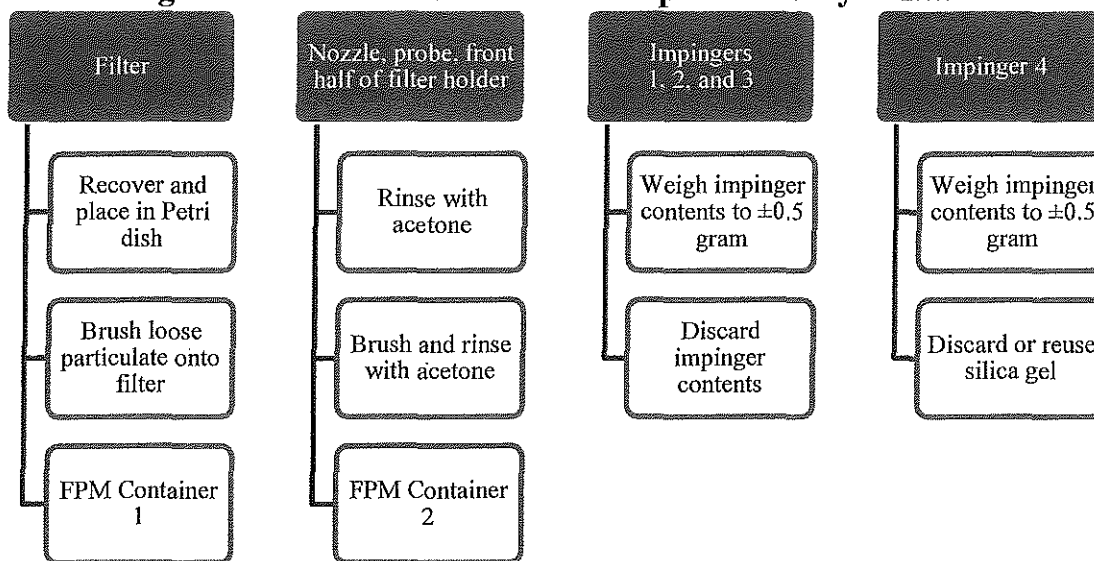 Filter
Recover and
place in Petri
dish
Brush loose
particulate onto
filter
FPM Container
1
Nozzle, probe, front
half of filter holder
Rinse with
acetone
Brush and rinse
with acetone
FPM Container
2
Impingers
1, 2, and 3
Weigh impinger
contents to ±0.5
gram
Discard
impinger
contents
Impinger 4
Weigh impinger
contents to ±0.5
gram
Discard or reuse
silica gel